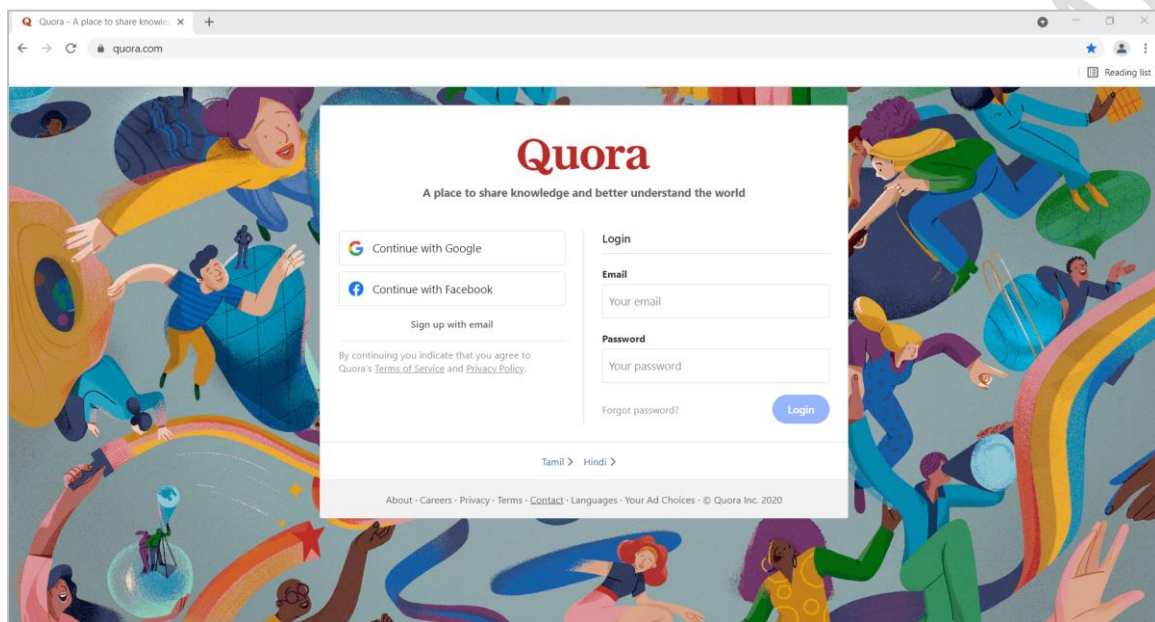 Quora - A place to share knowle
quora.com
Reading list
Quora
A place to share knowledge and better understand the world
Continue with Google
Continue with Facebook
Sign up with email
By continuing you indicate that you agree to
Quora's Terms of Service and Privacy Policy.
Login
Email
Your email
Password
Your password
Forgot password?
Login
Tamil > Hindi >
About · Careers · Privacy · Terms · Contact · Languages · Your Ad Choices · © Quora Inc. 2020